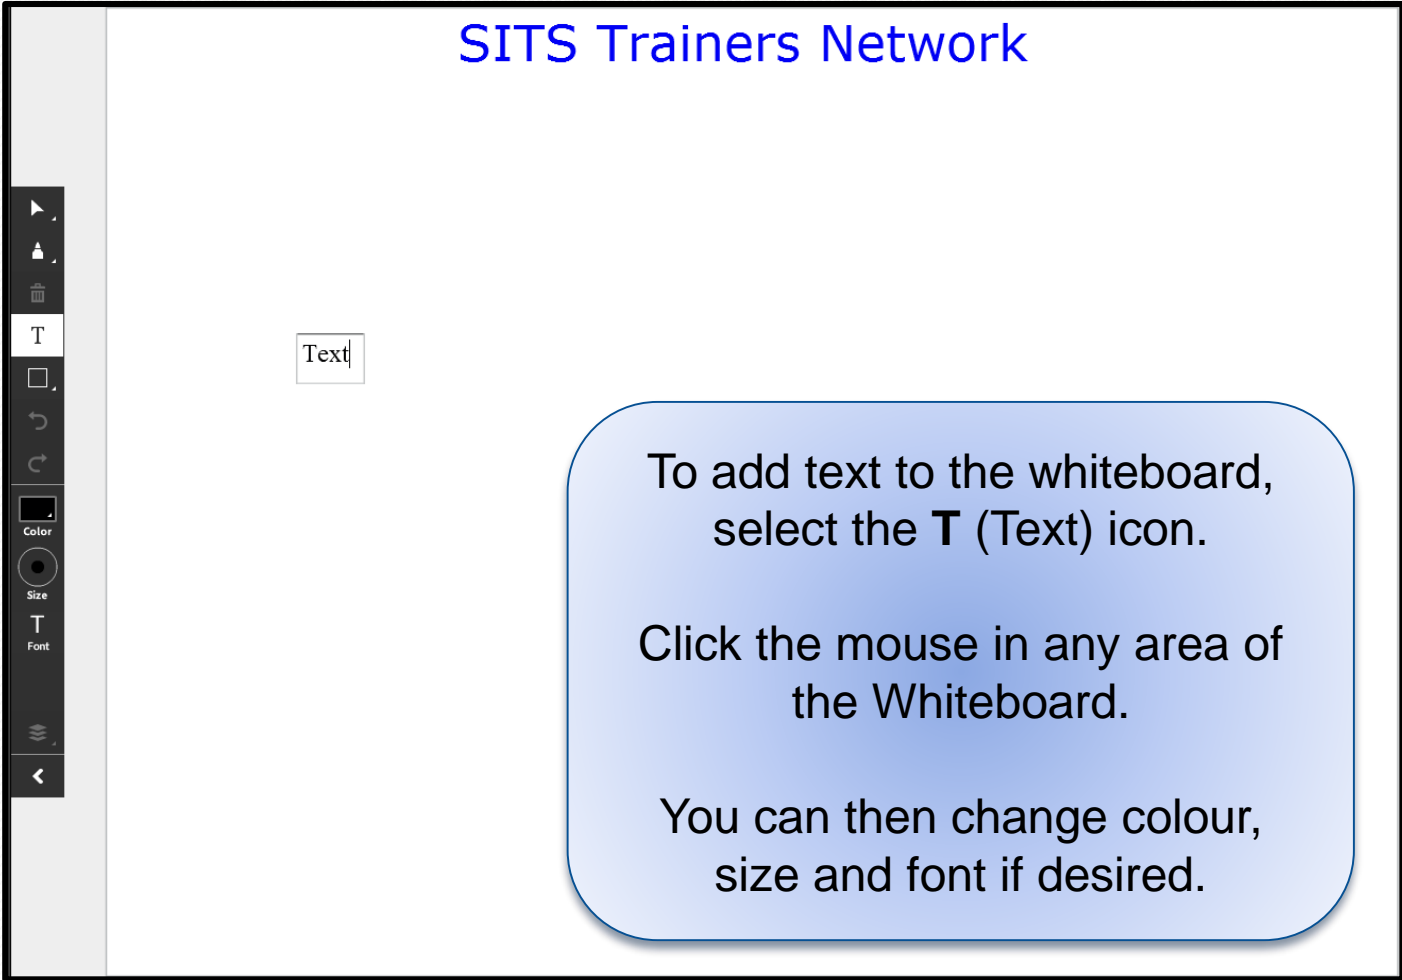 SITS Trainers Network
T
Text
Color
Size
T
Font
To add text to the whiteboard,
select the T (Text) icon.
Click the mouse in any area of
the Whiteboard.
You can then change colour,
size and font if desired.